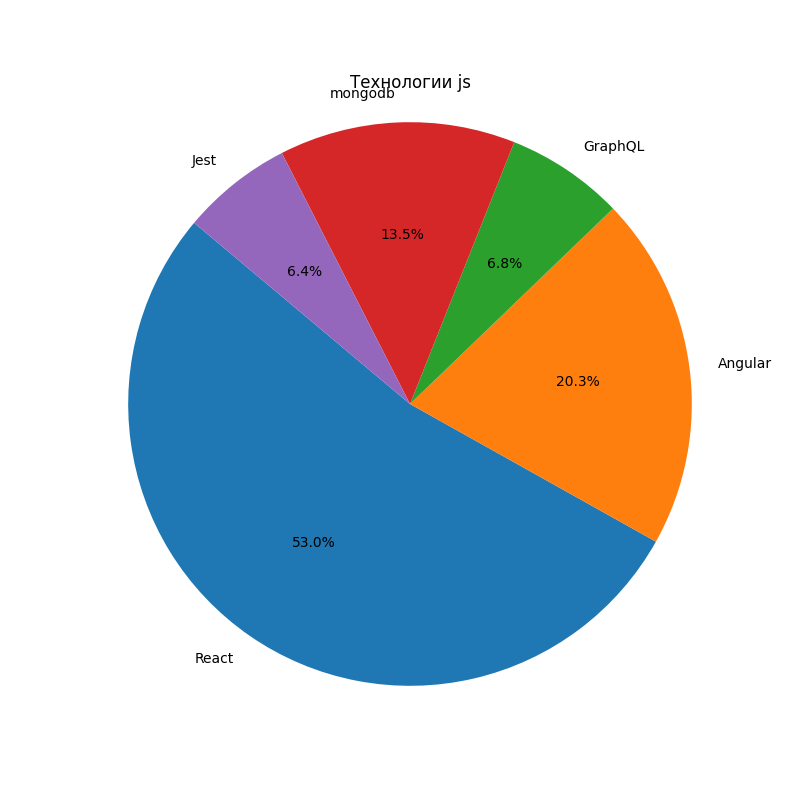 Технологии js
mongodb
GraphQL
Jest
13.5%
6.8%
6.4%
Angular
20.3%
53.0%
React